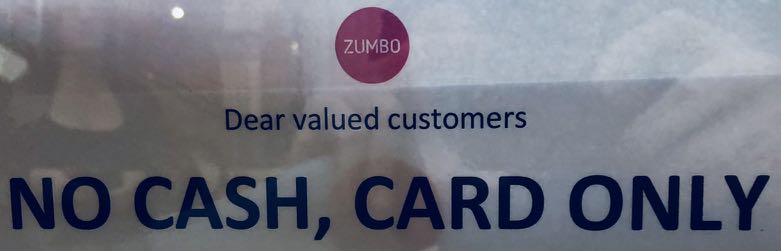 ZUMBO
Dear valued customers
NO CASH, CARD ONLY